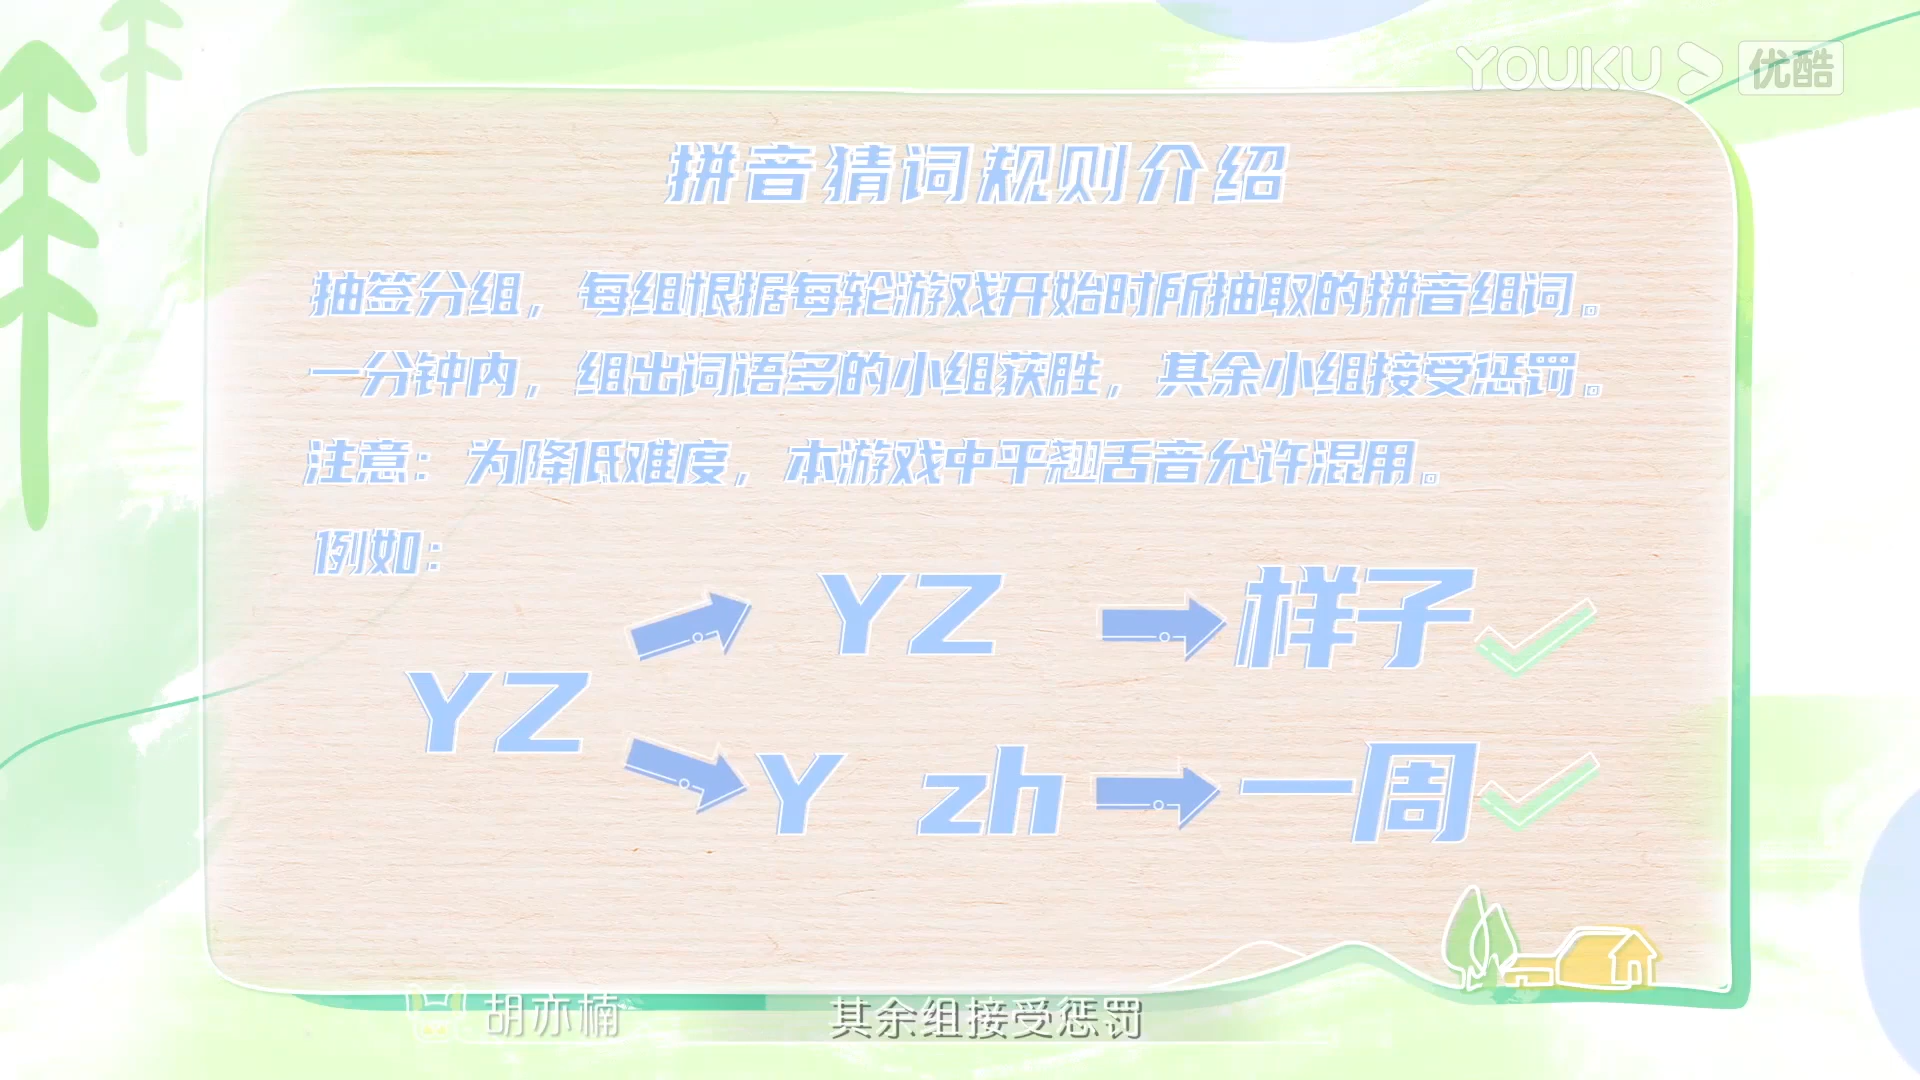 YOUKU 优酷
拼音猜词规则介绍
抽签分组，每组根据每轮游戏开始时所抽取的拼音组词。
一分钟内，组出词语多的小组获胜，其余小组接受惩罚。
注意：为降低难度，本游戏中平翘舌音允许混用。
例如：
YZ 样子
YZ
Y zh 一周
胡亦楠 其余组接受惩罚